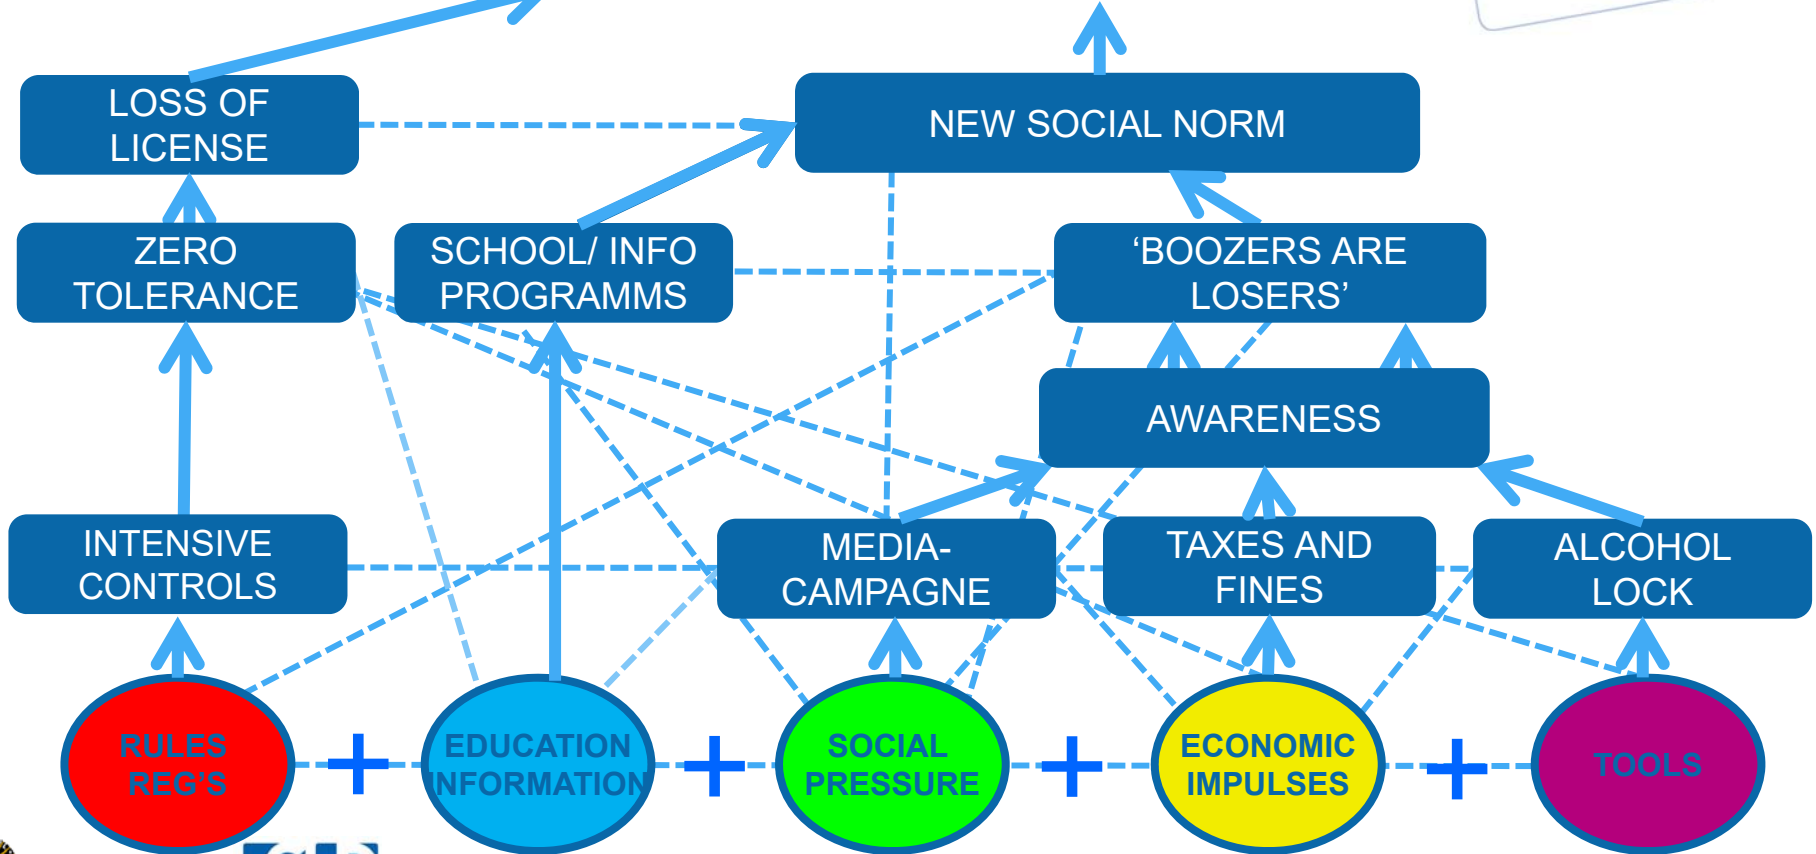 LOSS OF
LICENSE
NEW SOCIAL NORM
ZERO
TOLERANCE
SCHOOL/ INFO
PROGRAMMS
‘BOOZERS ARE
LOSERS’
AWARENESS
INTENSIVE
CONTROLS
MEDIA-
CAMPAGNE
TAXES AND
FINES
ALCOHOL
LOCK
RULES
REG'S
+
EDUCATION
INFORMATION
+
SOCIAL
PRESSURE
+
ECONOMIC
IMPULSES
+
TOOLS